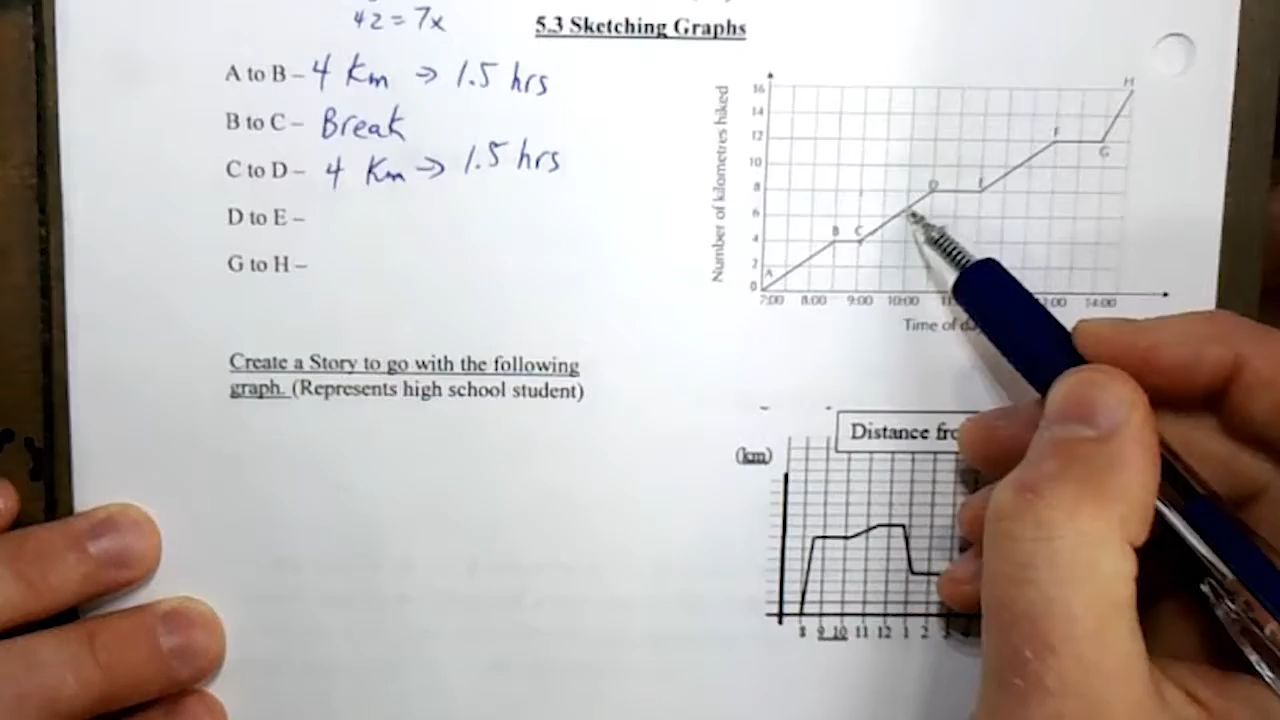 42 = 7x
5.3 Sketching Graphs
A to B – 4 Km → 1.5 hrs
B to C – Break
C to D – 4 Km → 1.5 hrs
D to E –
G to H –
Number of kilometres hiked
16
14
12
10
8
6
4
2
0
A
B
C
D
E
F
G
H
7:00 8:00 9:00 10:00
14:00
Time of
Create a Story to go with the following
graph. (Represents high school student)
Distance
(km)
8 9 10 11 12 1 2